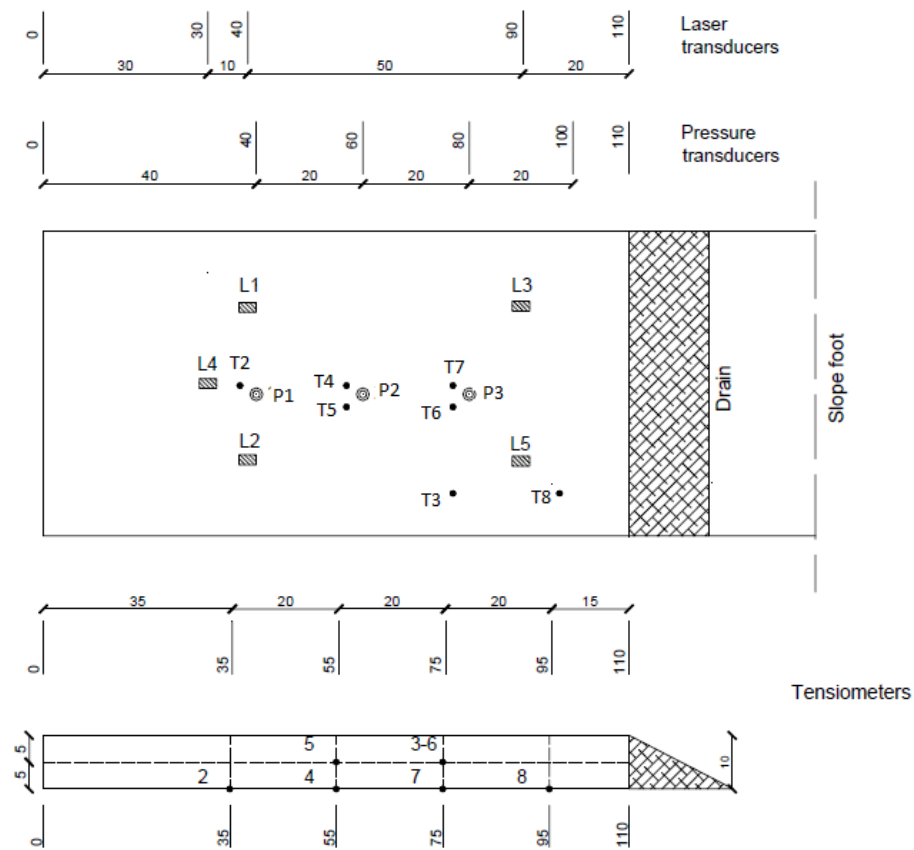 0 30 40 90 110 Laser
transducers
30 10 50 20
0 40 60 80 100 110 Pressure
transducers
40 20 20 20
L1 L3
L4 T2 T4 T7
P1 P2 P3
T5 T6
L2 L5
T3 T8
Drain
Slope foot
35 20 20 20 15
0 35 55 75 95 110
Tensiometers
5 5 3-6
5 2 4 7 8 10
0 35 55 75 95 110